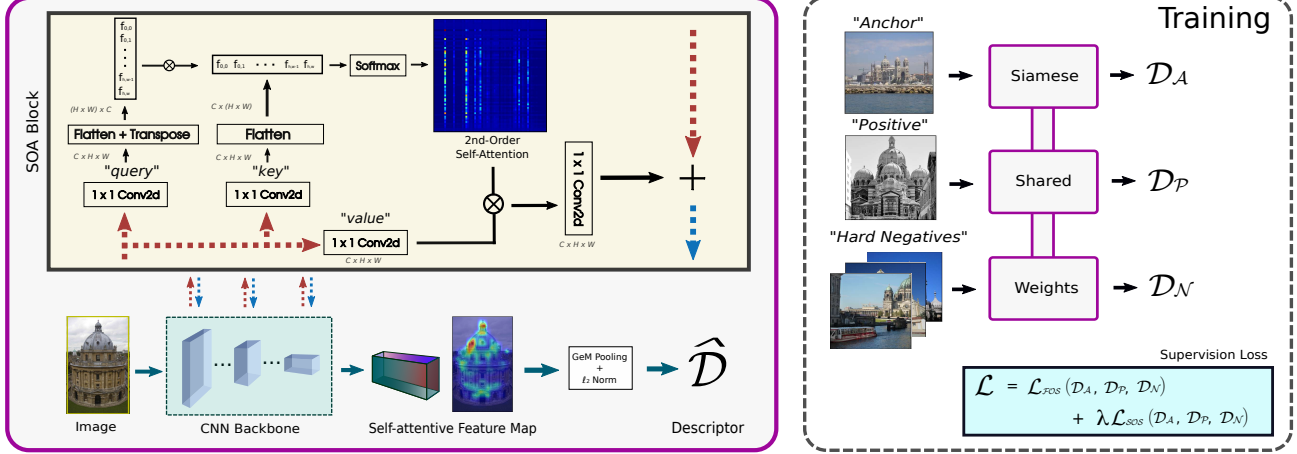 SOA Block
f0,0
f0,1
.
.
.
fh,w-1
fh,w
f0,0 f0,1 · · · fh,w-1 fh,w
Softmax
(H x W) x C
C x (H x W)
Flatten + Transpose
Flatten
C x H x W
C x H x W
2nd-Order
Self-Attention
"query"
"key"
1 x 1 Conv2d
1 x 1 Conv2d
"value"
1 x 1 Conv2d
C x H x W
1 x 1 Conv2d
C x H x W
+
...
...
GeM Pooling
+
ℓ₂ Norm
𝒟̂
Image
CNN Backbone
Self-attentive Feature Map
Descriptor
Training
"Anchor"
Siamese
𝒟𝒜
"Positive"
Shared
𝒟𝒫
"Hard Negatives"
Weights
𝒟𝒩
Supervision Loss
ℒ = ℒFOS (𝒟𝒜, 𝒟𝒫, 𝒟𝒩)
+ λℒSOS (𝒟𝒜, 𝒟𝒫, 𝒟𝒩)